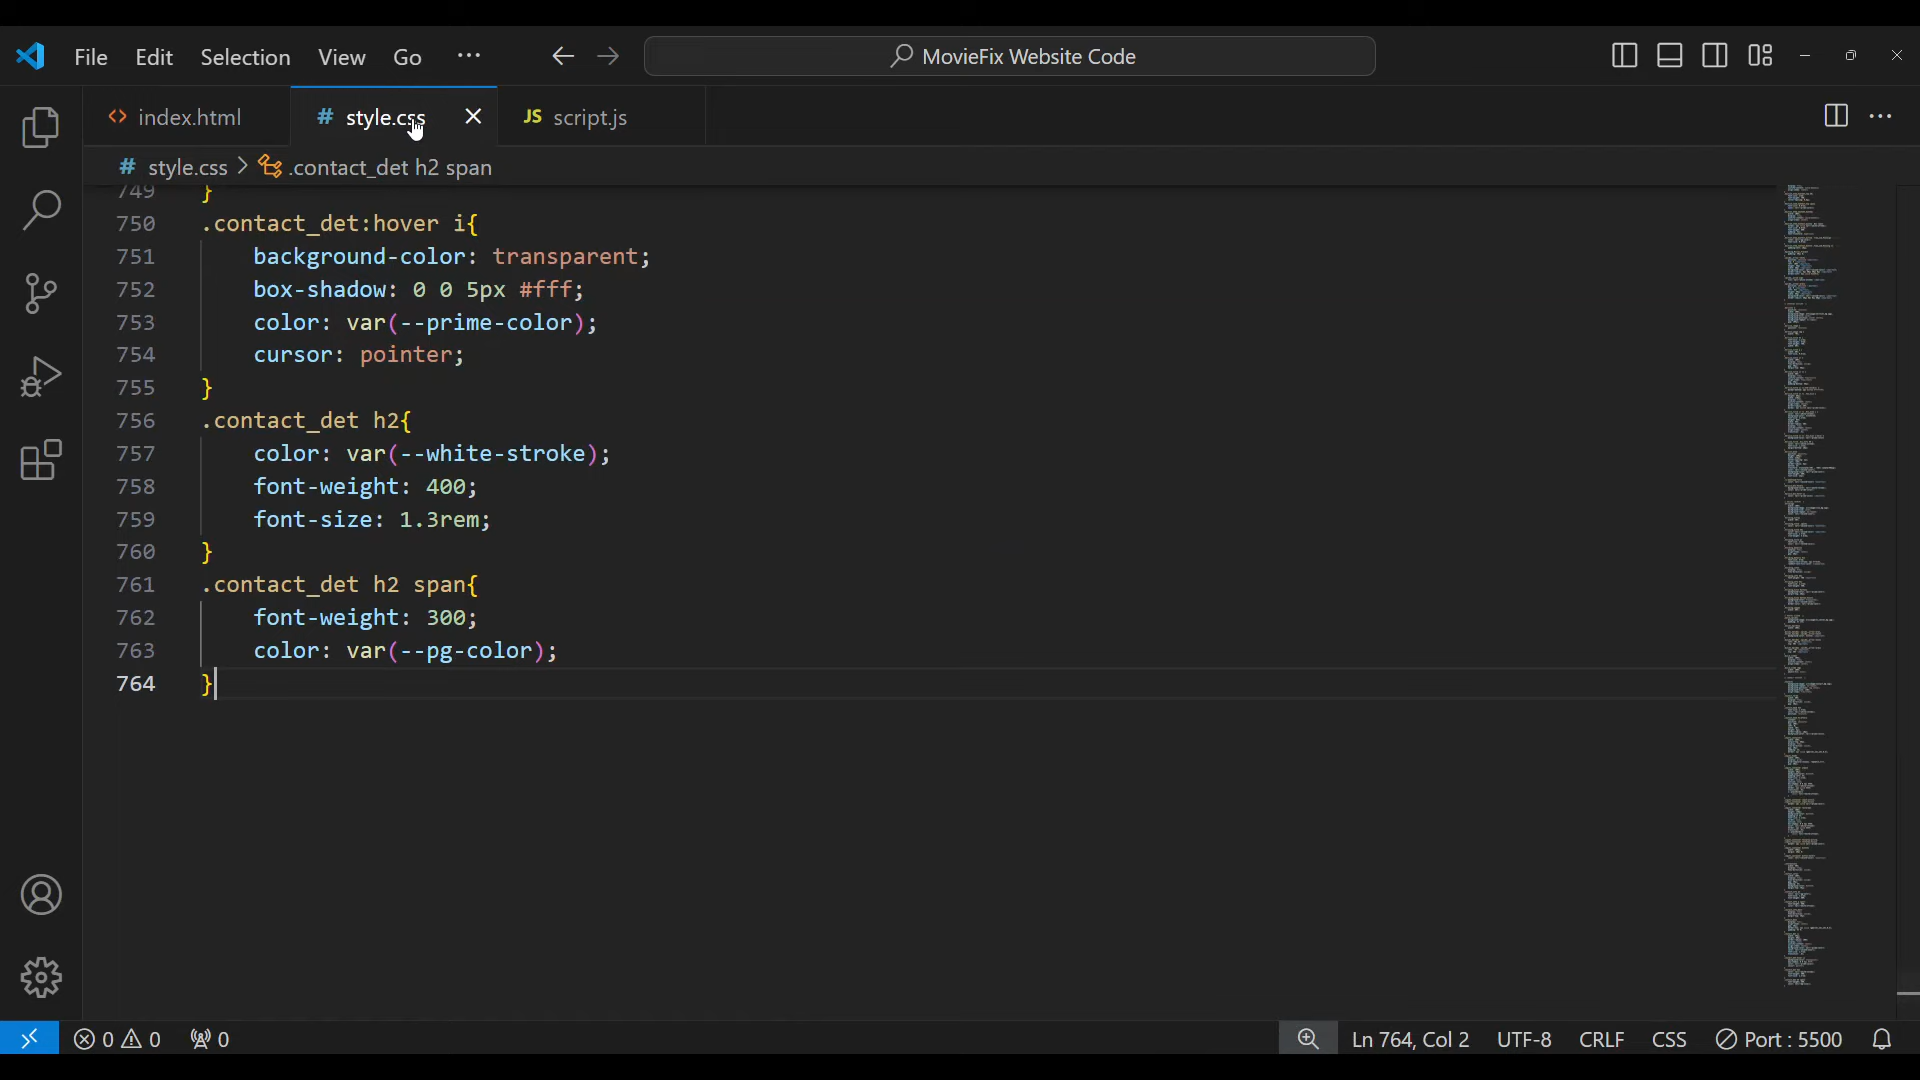 File Edit Selection View Go ··· MovieFix Website Code
<> index.html # style.css JS script.js
# style.css > .contact_det h2 span
749 }
750 .contact_det:hover i{
751 background-color: transparent;
752 box-shadow: 0 0 5px #fff;
753 color: var(--prime-color);
754 cursor: pointer;
755 }
756 .contact_det h2{
757 color: var(--white-stroke);
758 font-weight: 400;
759 font-size: 1.3rem;
760 }
761 .contact_det h2 span{
762 font-weight: 300;
763 color: var(--pg-color);
764 }
0 0 0 Ln 764, Col 2 UTF-8 CRLF CSS Port : 5500